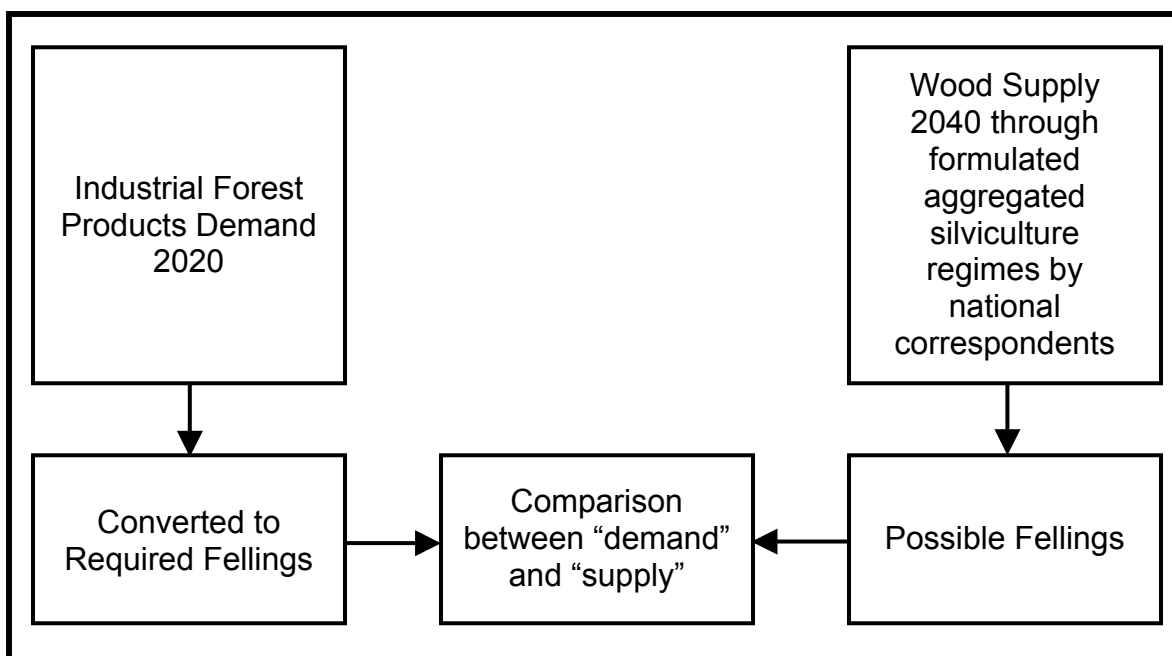 Industrial Forest
Products Demand
2020
Wood Supply
2040 through
formulated
aggregated
silviculture
regimes by
national
correspondents
Converted to
Required Fellings
Comparison
between “demand”
and “supply”
Possible Fellings